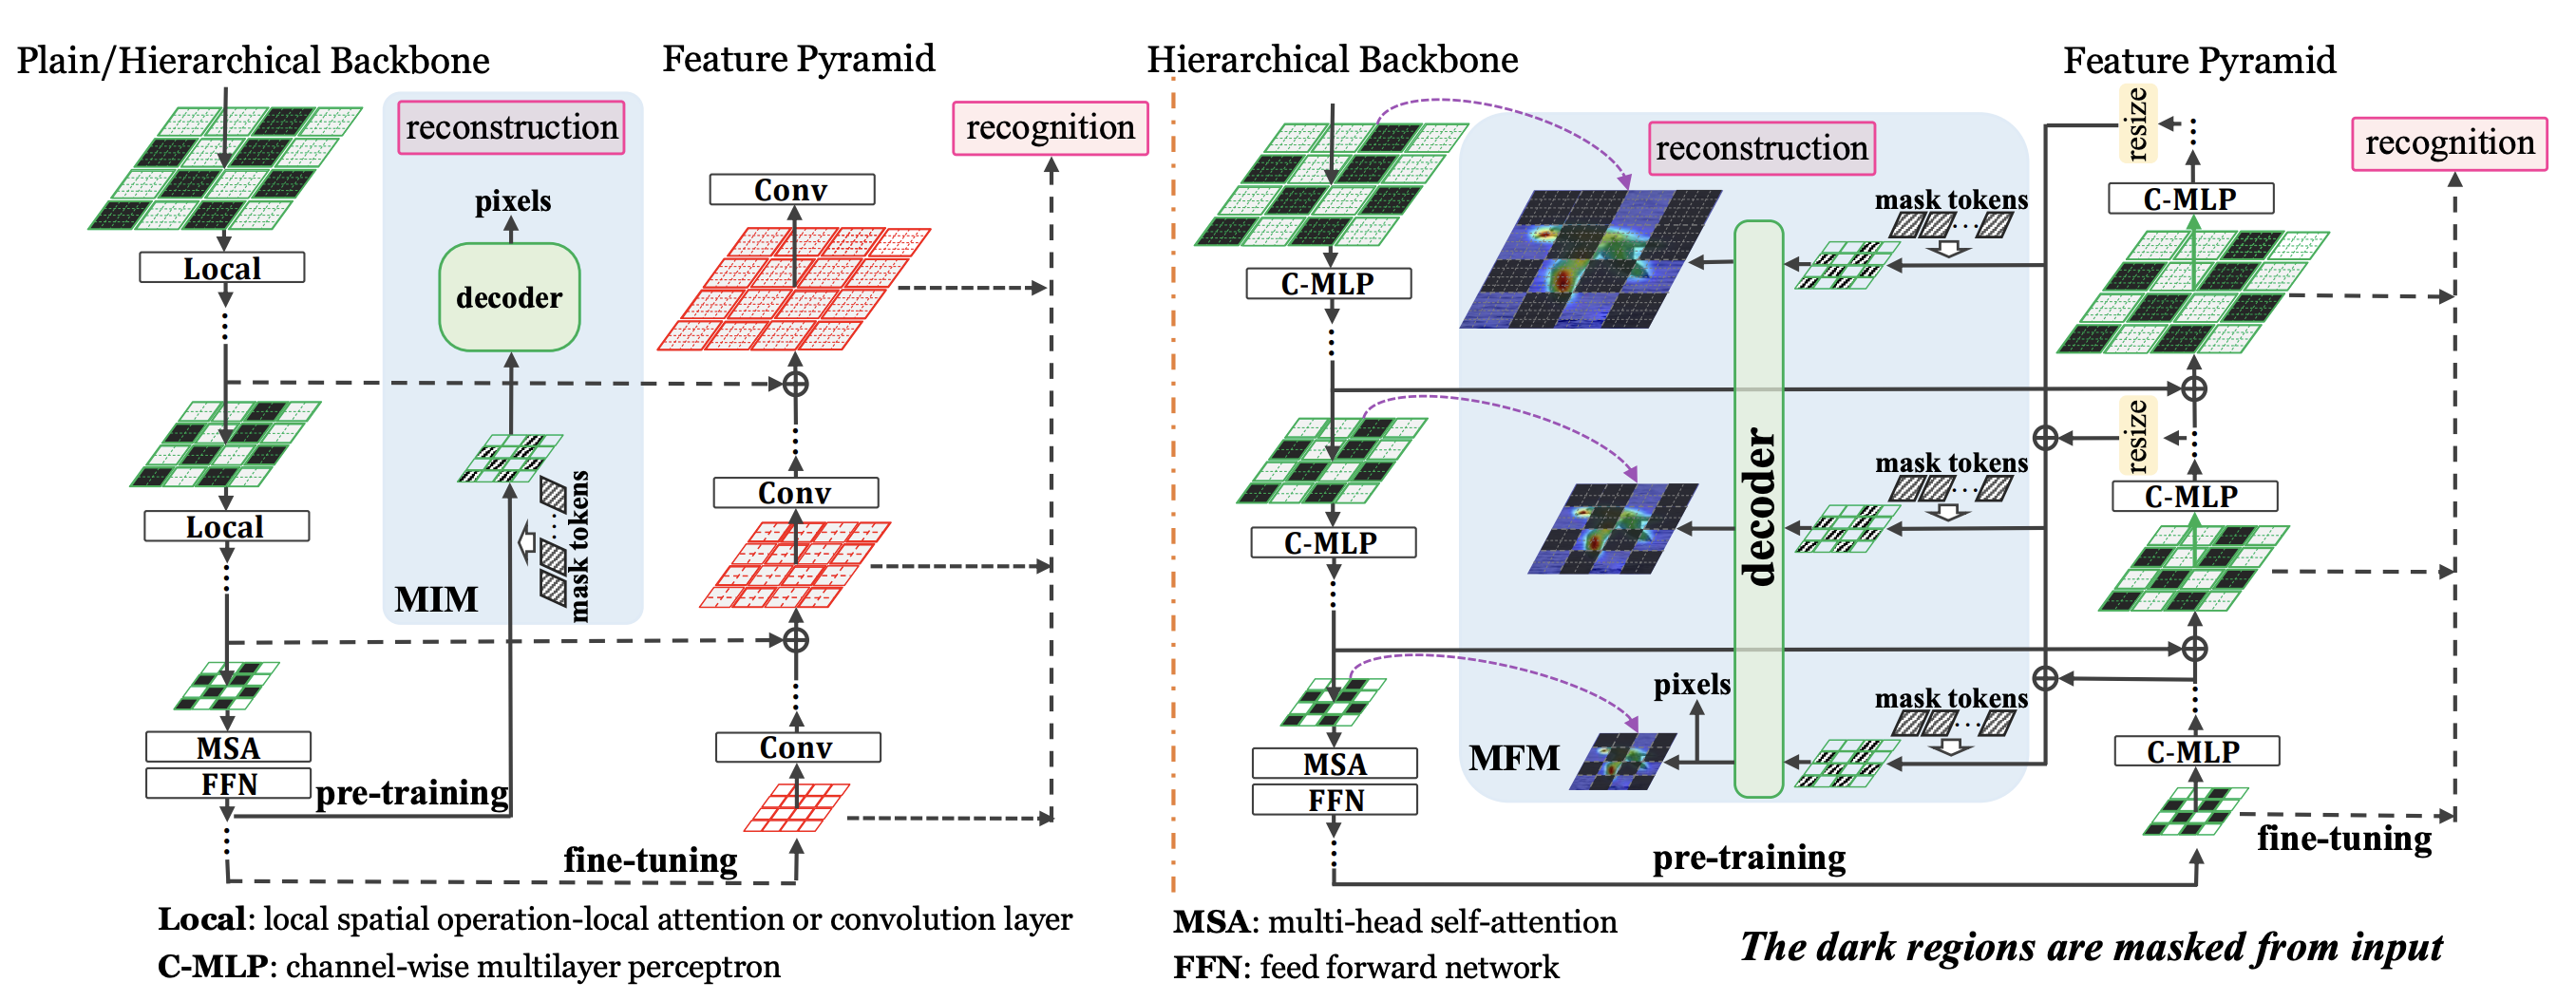 Plain/Hierarchical Backbone
Feature Pyramid
reconstruction
recognition
pixels
Conv
Local
decoder
Conv
Local
mask tokens
MIM
MSA
FFN
Conv
pre-training
fine-tuning
Hierarchical Backbone
Feature Pyramid
resize
reconstruction
recognition
mask tokens
C-MLP
C-MLP
resize
mask tokens
C-MLP
C-MLP
decoder
pixels
mask tokens
MSA
MFM
C-MLP
FFN
fine-tuning
pre-training
Local: local spatial operation-local attention or convolution layer
C-MLP: channel-wise multilayer perceptron
MSA: multi-head self-attention
FFN: feed forward network
The dark regions are masked from input